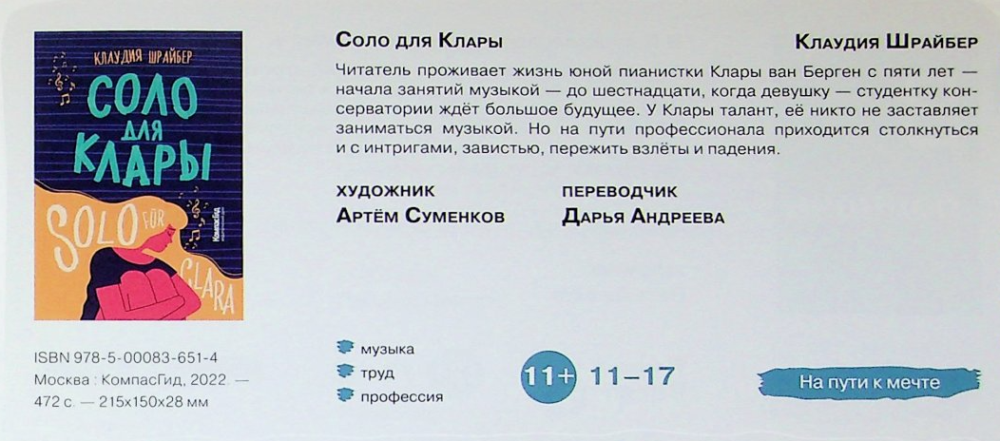 КЛАУДИЯ ШРАЙБЕР
СОЛО
ДЛЯ
КЛАРЫ
SOLO FÜR
CLARA
КомпасГид
ISBN 978-5-00083-651-4
Москва : КомпасГид, 2022. —
472 с. — 215х150х28 мм
Соло для Клары
Клаудия Шрайбер
Читатель проживает жизнь юной пианистки Клары ван Берген с пяти лет —
начала занятий музыкой — до шестнадцати, когда девушку — студентку кон-
серватории ждёт большое будущее. У Клары талант, её никто не заставляет
заниматься музыкой. Но на пути профессионала приходится столкнуться
и с интригами, завистью, пережить взлёты и падения.
художник
Артём Суменков
переводчик
Дарья Андреева
музыка
труд
профессия
11+ 11–17
На пути к мечте